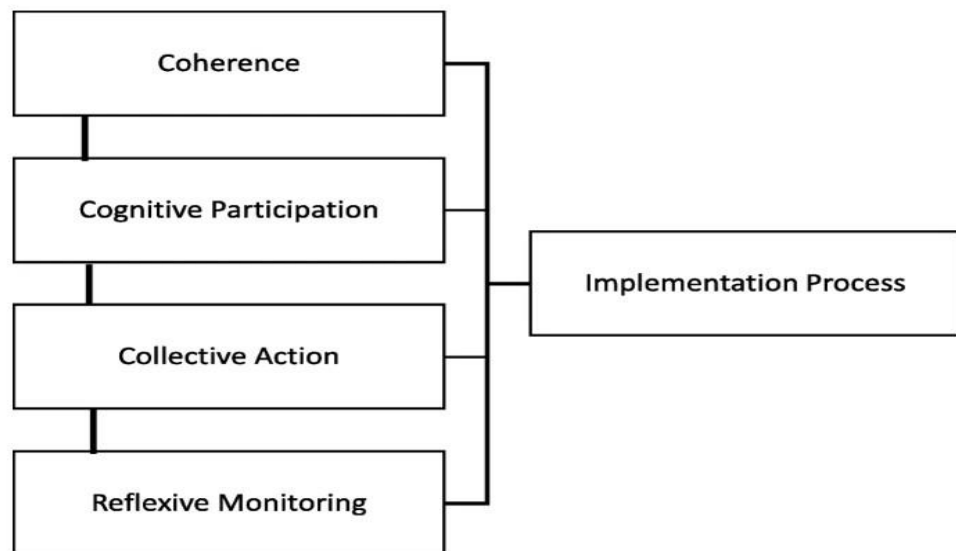 Coherence
Cognitive Participation
Implementation Process
Collective Action
Reflexive Monitoring